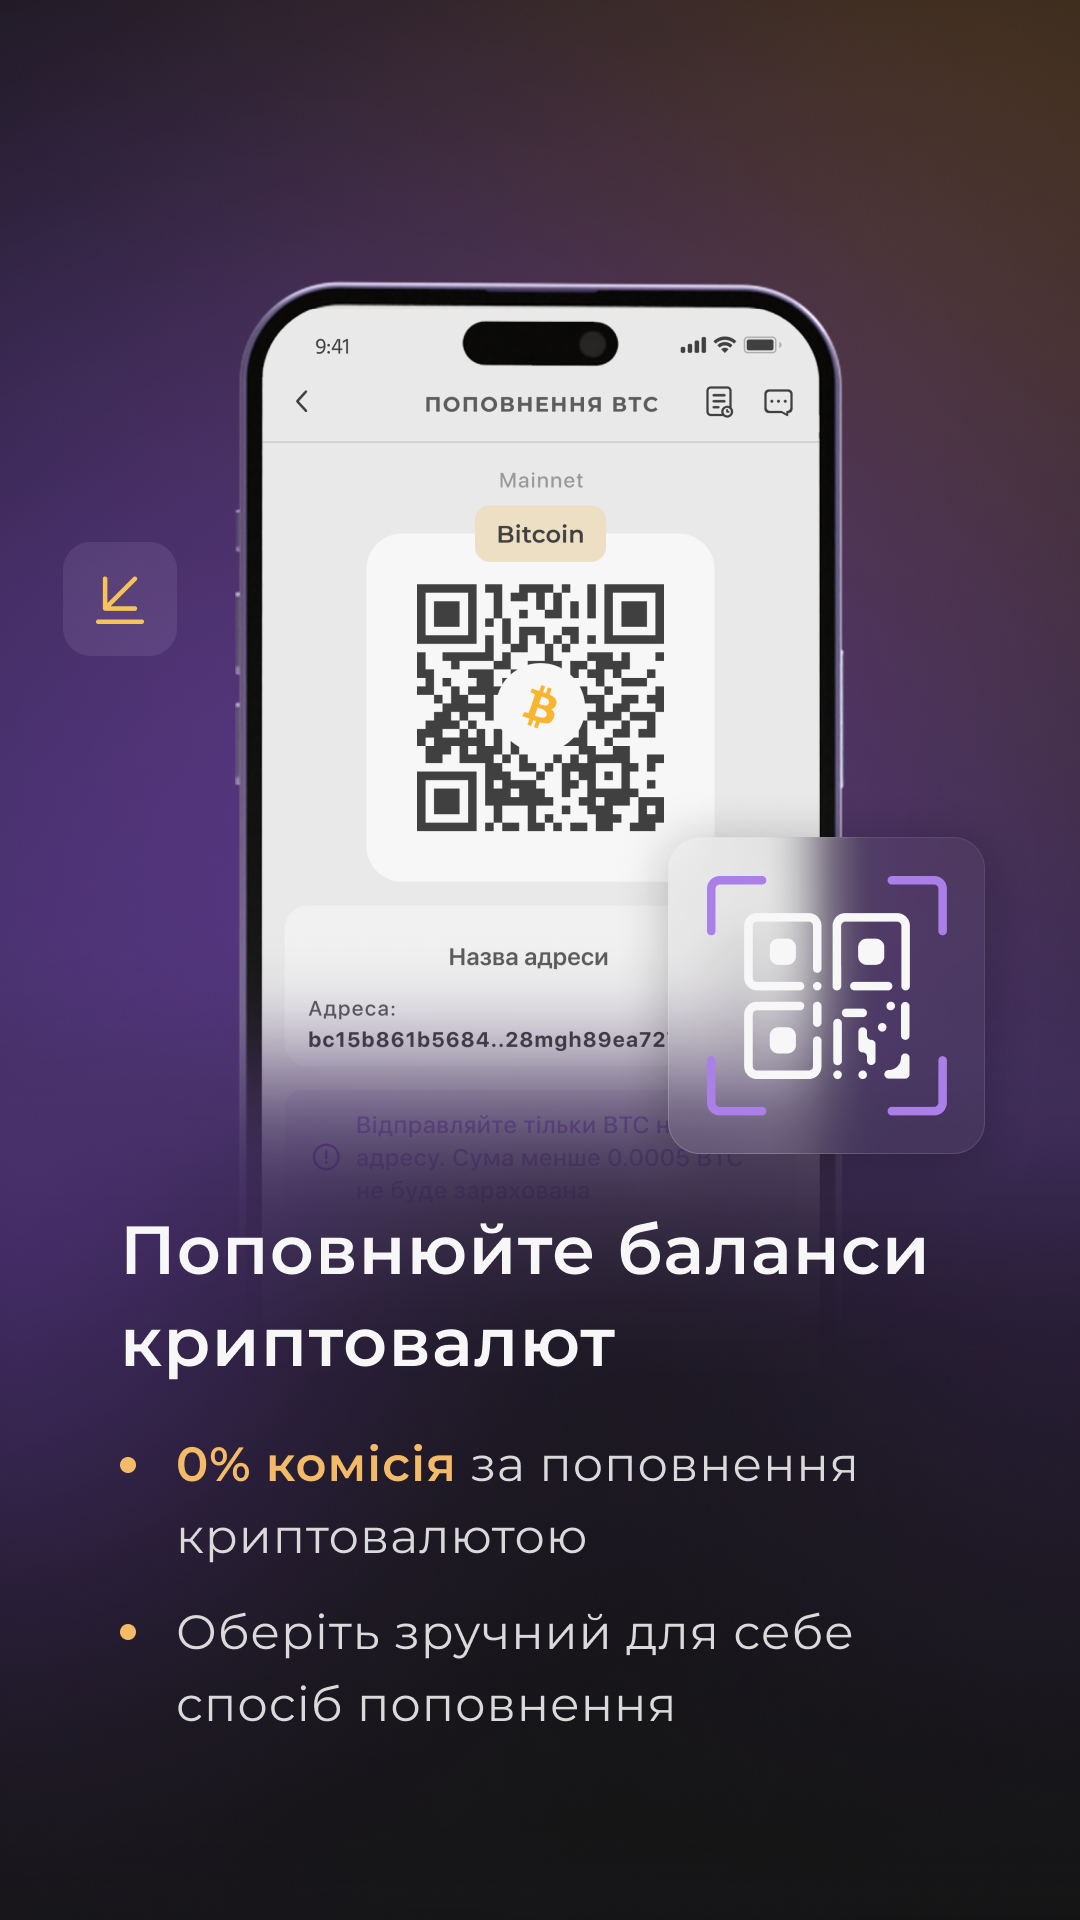 9:41
ПОПОВНЕННЯ BTC
Mainnet
Bitcoin
Назва адреси
Адреса:
bc15b861b5684..28mgh89ea72
Відправляйте тільки BTC н
адресу. Сума менше 0.0005 BTC
не буде зарахована
Поповнюйте баланси
криптовалют
• 0% комісія за поповнення
криптовалютою
• Оберіть зручний для себе
спосіб поповнення